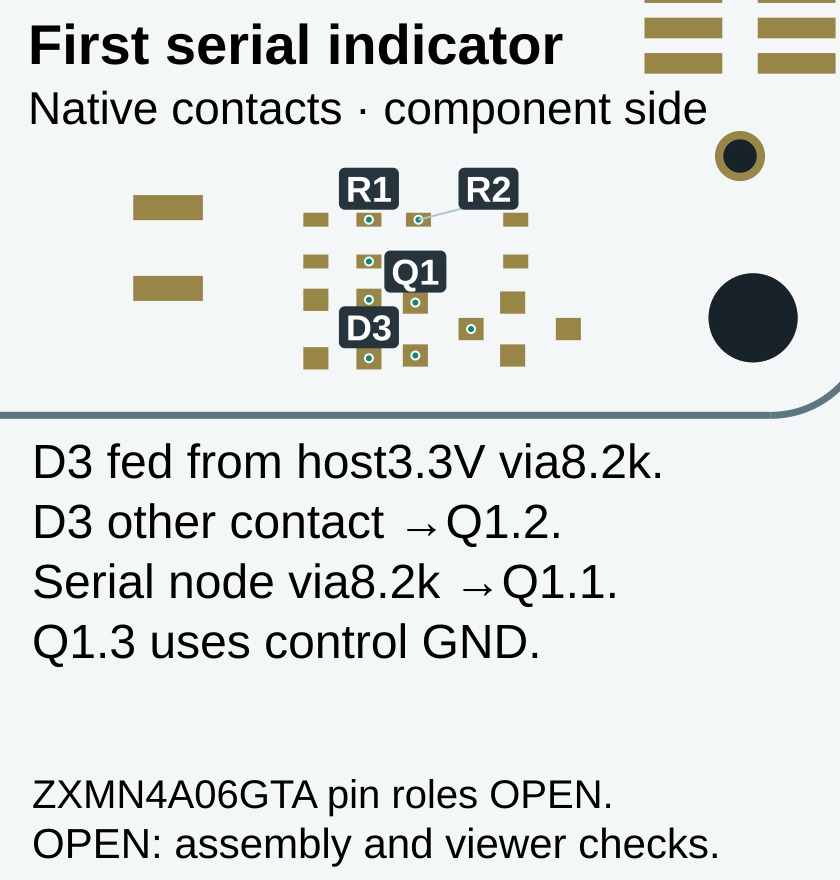 First serial indicator
Native contacts · component side
R1
R2
Q1
D3
D3 fed from host3.3V via8.2k.
D3 other contact →Q1.2.
Serial node via8.2k →Q1.1.
Q1.3 uses control GND.
ZXMN4A06GTA pin roles OPEN.
OPEN: assembly and viewer checks.